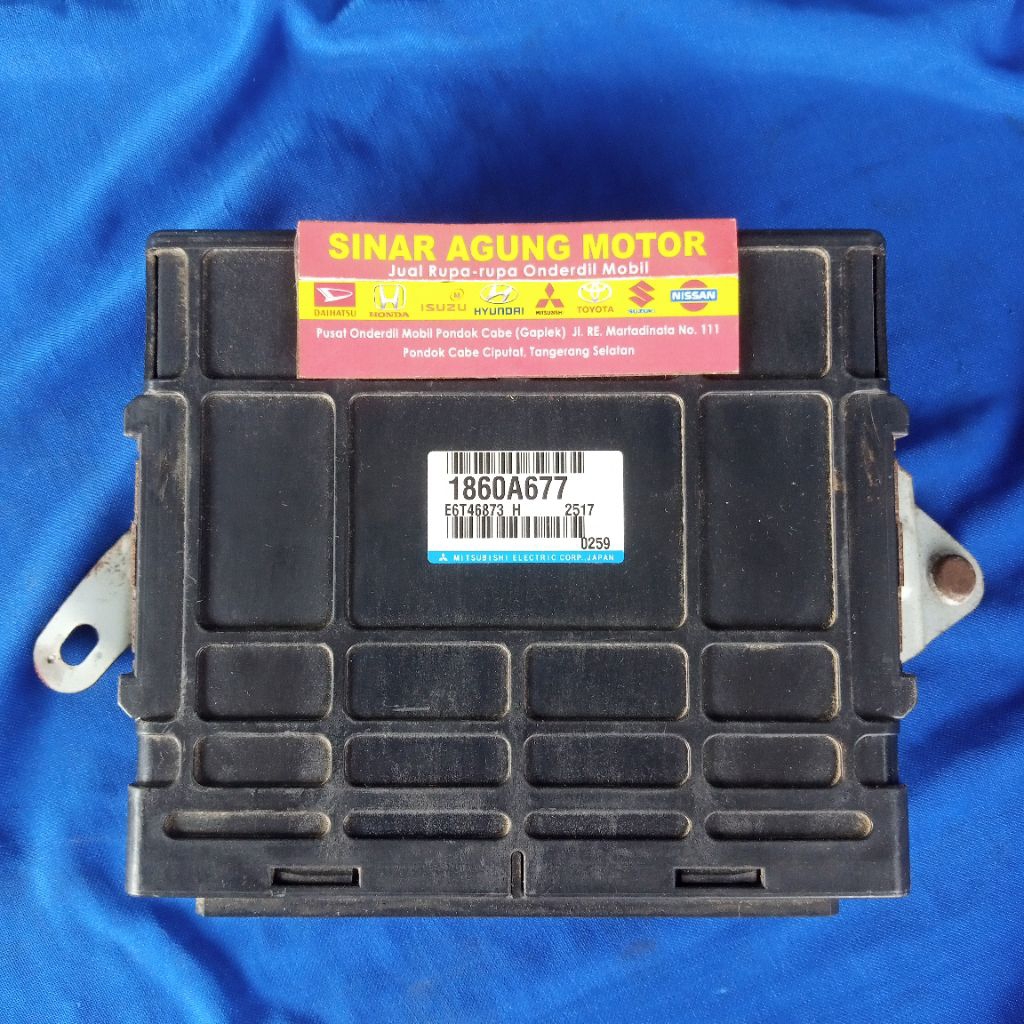 SINAR AGUNG MOTOR
Jual Rupa-rupa Onderdil Mobil
DAIHATSU HONDA ISUZU HYUNDAI MITSUBISHI TOYOTA SUZUKI NISSAN
Pusat Onderdil Mobil Pondok Cabe (Gaplek) Jl. RE. Martadinata No. 111
Pondok Cabe Ciputat, Tangerang Selatan
1860A677
E6T46873 H 2517
0259
MITSUBISHI ELECTRIC CORP., JAPAN